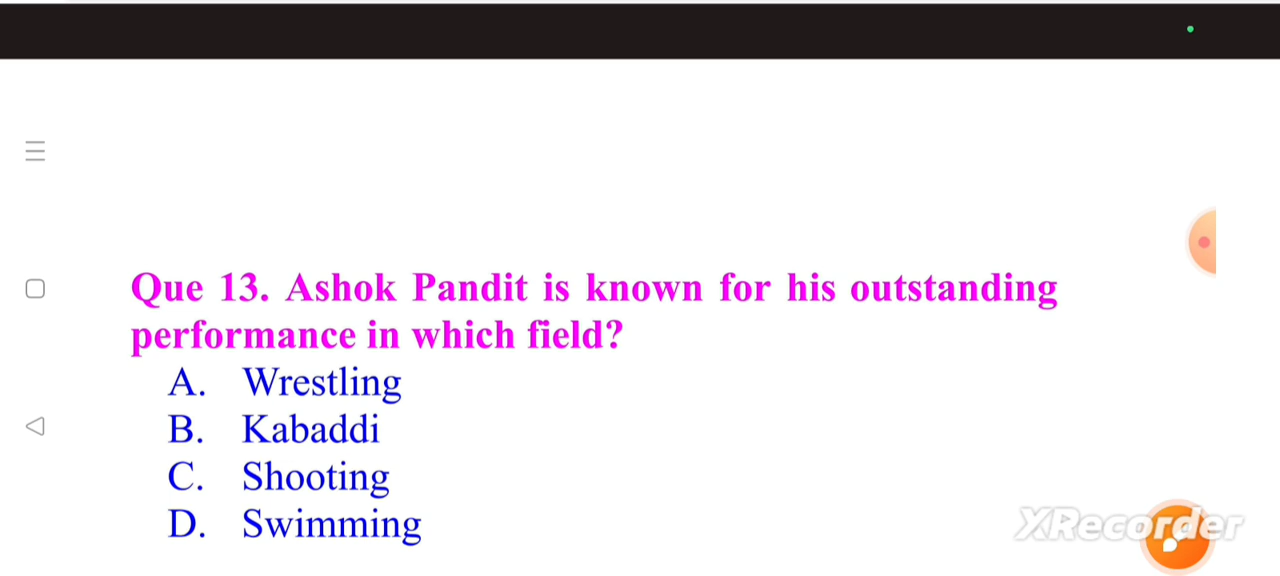 Que 13. Ashok Pandit is known for his outstanding
performance in which field?
A. Wrestling
B. Kabaddi
C. Shooting
D. Swimming
XRecorder